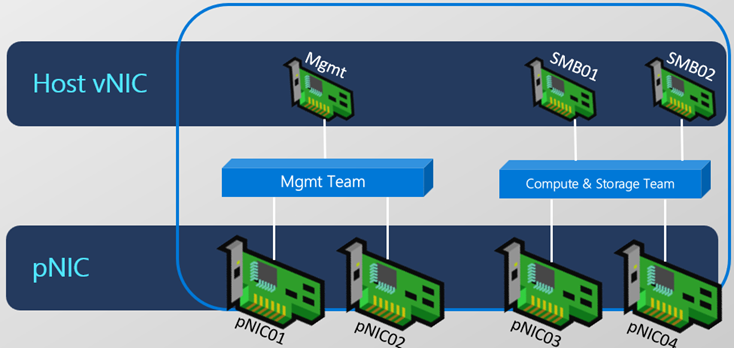 Mgmt
SMB01
SMB02
Host vNIC
Mgmt Team
Compute & Storage Team
pNIC
pNIC01
pNIC02
pNIC03
pNIC04